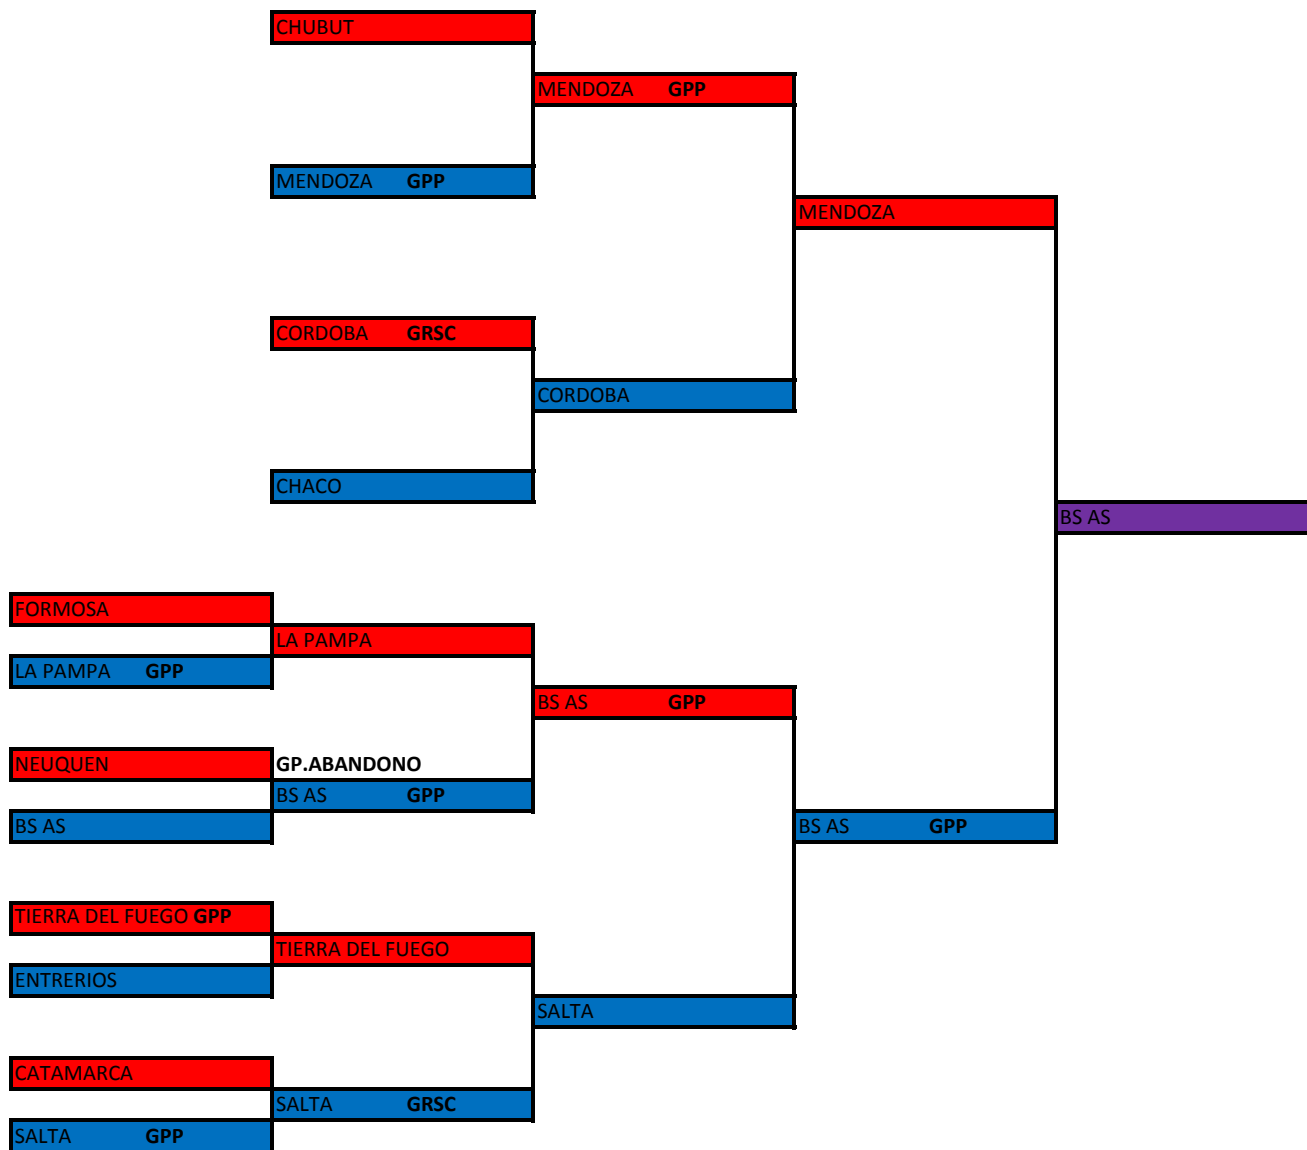 CHUBUT
MENDOZA GPP
MENDOZA GPP
MENDOZA
CORDOBA GRSC
CORDOBA
CHACO
BS AS
FORMOSA
LA PAMPA
LA PAMPA GPP
BS AS GPP
NEUQUEN GP.ABANDONO
BS AS GPP
BS AS
BS AS GPP
TIERRA DEL FUEGO GPP
TIERRA DEL FUEGO
ENTRERIOS
SALTA
CATAMARCA
SALTA GRSC
SALTA GPP